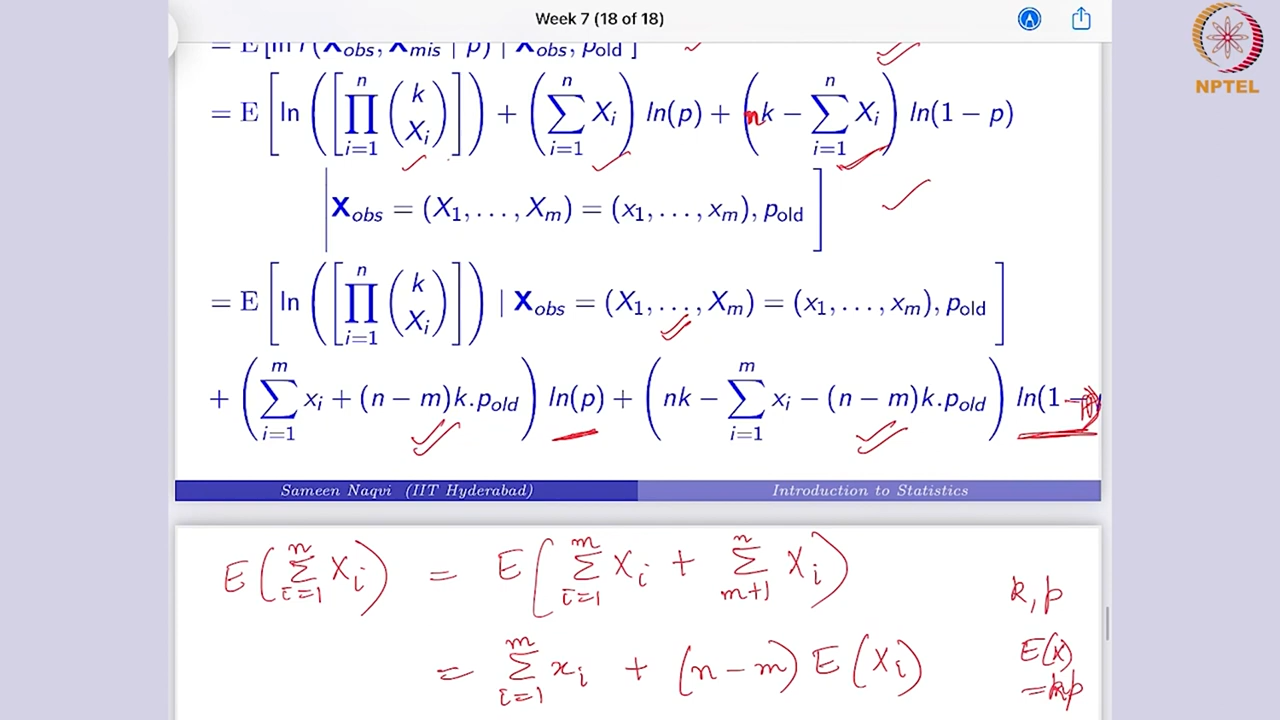 Week 7 (18 of 18)
NPTEL
= E [ln f(X_obs, X_mis | p) | X_obs, p_old ]
= E [ ln ( [ ∏_{i=1}^{n} (k X_i) ] ) + ( ∑_{i=1}^{n} X_i ) ln(p) + ( nk − ∑_{i=1}^{n} X_i ) ln(1 − p)
| X_obs = (X_1, . . . , X_m) = (x_1, . . . , x_m), p_old ]
= E [ ln ( [ ∏_{i=1}^{n} (k X_i) ] ) | X_obs = (X_1, . . . , X_m) = (x_1, . . . , x_m), p_old ]
+ ( ∑_{i=1}^{m} x_i + (n − m)k.p_old ) ln(p) + ( nk − ∑_{i=1}^{m} x_i − (n − m)k.p_old ) ln(1 − p)
Sameen Naqvi (IIT Hyderabad) Introduction to Statistics
E( ∑_{i=1}^{n} X_i ) = E( ∑_{i=1}^{m} X_i + ∑_{m+1}^{n} X_i )
k, p
= ∑_{i=1}^{m} x_i + (n−m) E(X_i)
E(X)
= kp